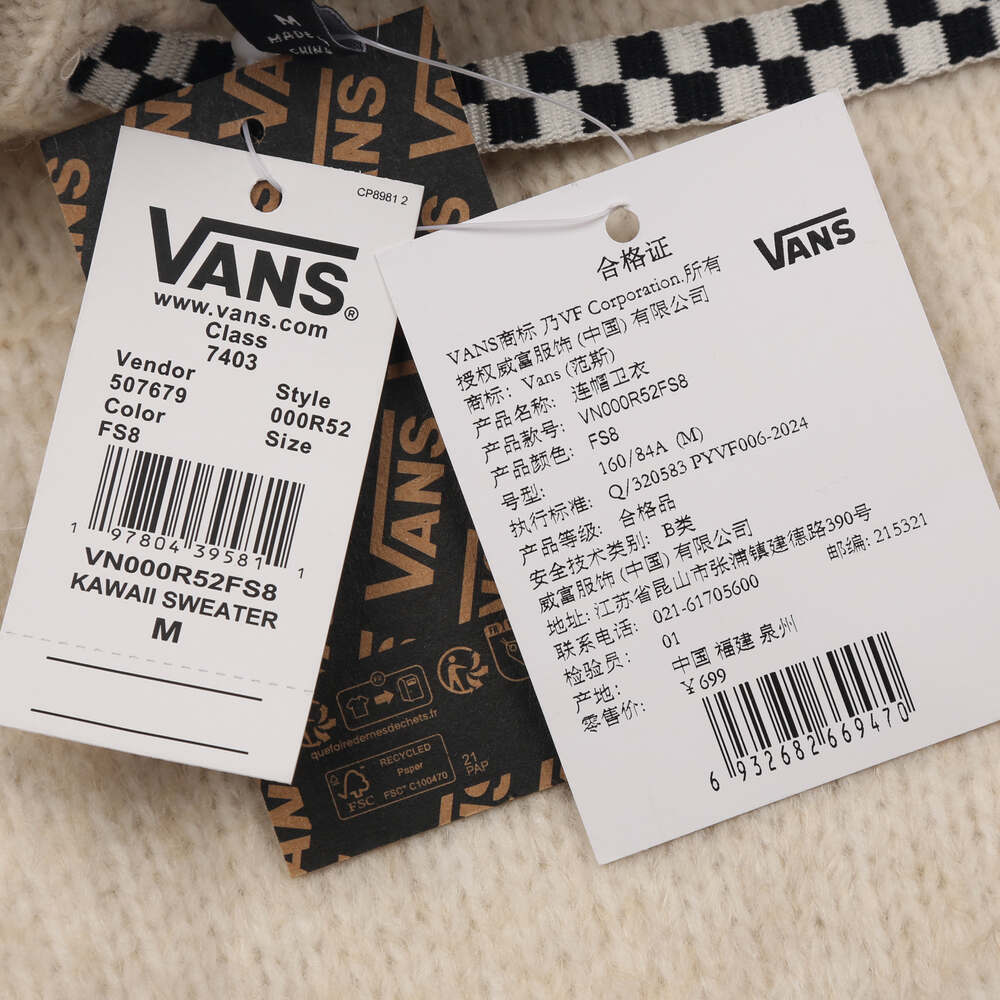 M
MADE IN
CHINA
CP8981 2
VANS®
www.vans.com
Class
7403
Vendor
507679
Style
000R52
Color
FS8
Size
1 97804 39581 1
VN000R52FS8
KAWAII SWEATER
M
VANS
VANS
VANS
quefairedemesdechets.fr
FSC
RECYCLED
Paper
FSC® C100470
21
PAP
VANS
合格证
VANS商标 乃VF Corporation.所有
授权威富服饰 (中国) 有限公司
商标: Vans (范斯)
产品名称: 连帽卫衣
产品款号: VN000R52FS8
产品颜色: FS8
号型: 160/84A (M)
执行标准: Q/320583 PYVF006-2024
产品等级: 合格品
安全技术类别: B类
威富服饰 (中国) 有限公司
地址: 江苏省昆山市张浦镇建德路390号
邮编: 215321
联系电话: 021-61705600
检验员: 01
产地: 中国 福建 泉州
零售价: ¥699
6 932682 669470